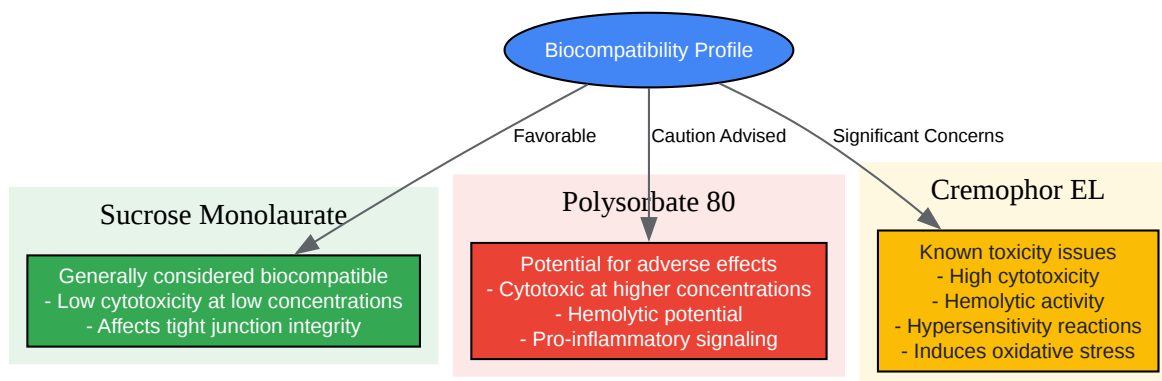 Biocompatibility Profile
Favorable
Caution Advised
Significant Concerns
Sucrose Monolaurate
Generally considered biocompatible
- Low cytotoxicity at low concentrations
- Affects tight junction integrity
Polysorbate 80
Potential for adverse effects
- Cytotoxic at higher concentrations
- Hemolytic potential
- Pro-inflammatory signaling
Cremophor EL
Known toxicity issues
- High cytotoxicity
- Hemolytic activity
- Hypersensitivity reactions
- Induces oxidative stress